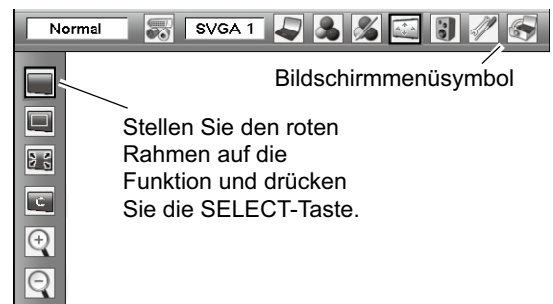 Normal SVGA 1
Bildschirmmenüsymbol
Stellen Sie den roten
Rahmen auf die
Funktion und drücken
Sie die SELECT-Taste.
C